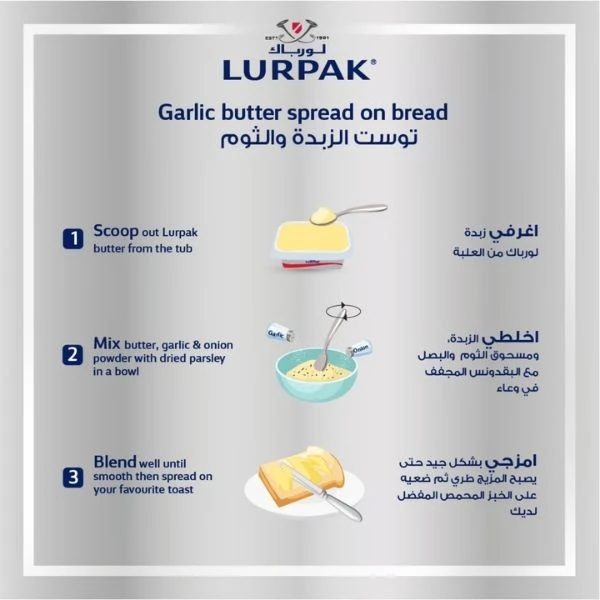 ESTD 1901
لورباك
LURPAK®
Garlic butter spread on bread
توست الزبدة والثوم
1
Scoop out Lurpak
butter from the tub
اغرفي زبدة
لورباك من العلبة
2
Mix butter, garlic & onion
powder with dried parsley
in a bowl
Garlic
Onion
اخلطي الزبدة،
ومسحوق الثوم والبصل
مع البقدونس المجفف
في وعاء
3
Blend well until
smooth then spread on
your favourite toast
امزجي بشكل جيد حتى
يصبح المزيج طري ثم ضعيه
على الخبز المحمص المفضل
لديك